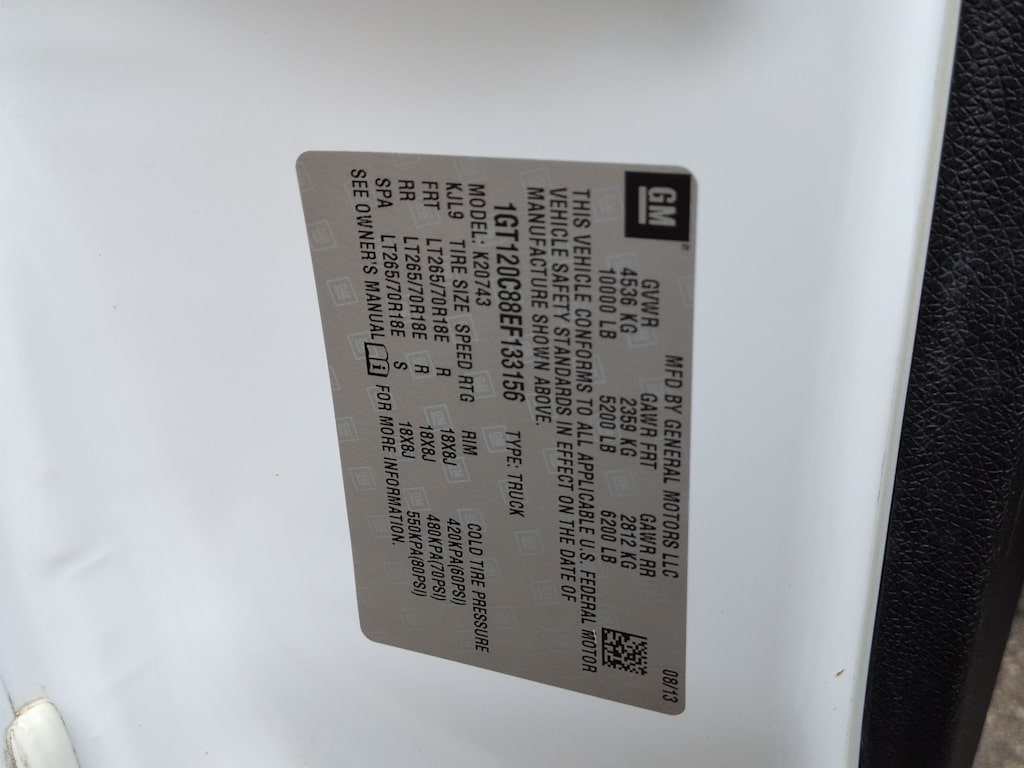 GM®
MFD BY GENERAL MOTORS LLC 08/13
GVWR GAWR FRT GAWR RR
4536 KG 2359 KG 2812 KG
10000 LB 5200 LB 6200 LB
THIS VEHICLE CONFORMS TO ALL APPLICABLE U.S. FEDERAL MOTOR
VEHICLE SAFETY STANDARDS IN EFFECT ON THE DATE OF
MANUFACTURE SHOWN ABOVE.
1GT120C88EF133156 TYPE: TRUCK
MODEL: K20743
KJL9 TIRE SIZE SPEED RTG RIM COLD TIRE PRESSURE
FRT LT265/70R18E R 18X8J 420KPA(60PSI)
RR LT265/70R18E R 18X8J 480KPA(70PSI)
SPA LT265/70R18E S 18X8J 550KPA(80PSI)
SEE OWNER'S MANUAL i FOR MORE INFORMATION.